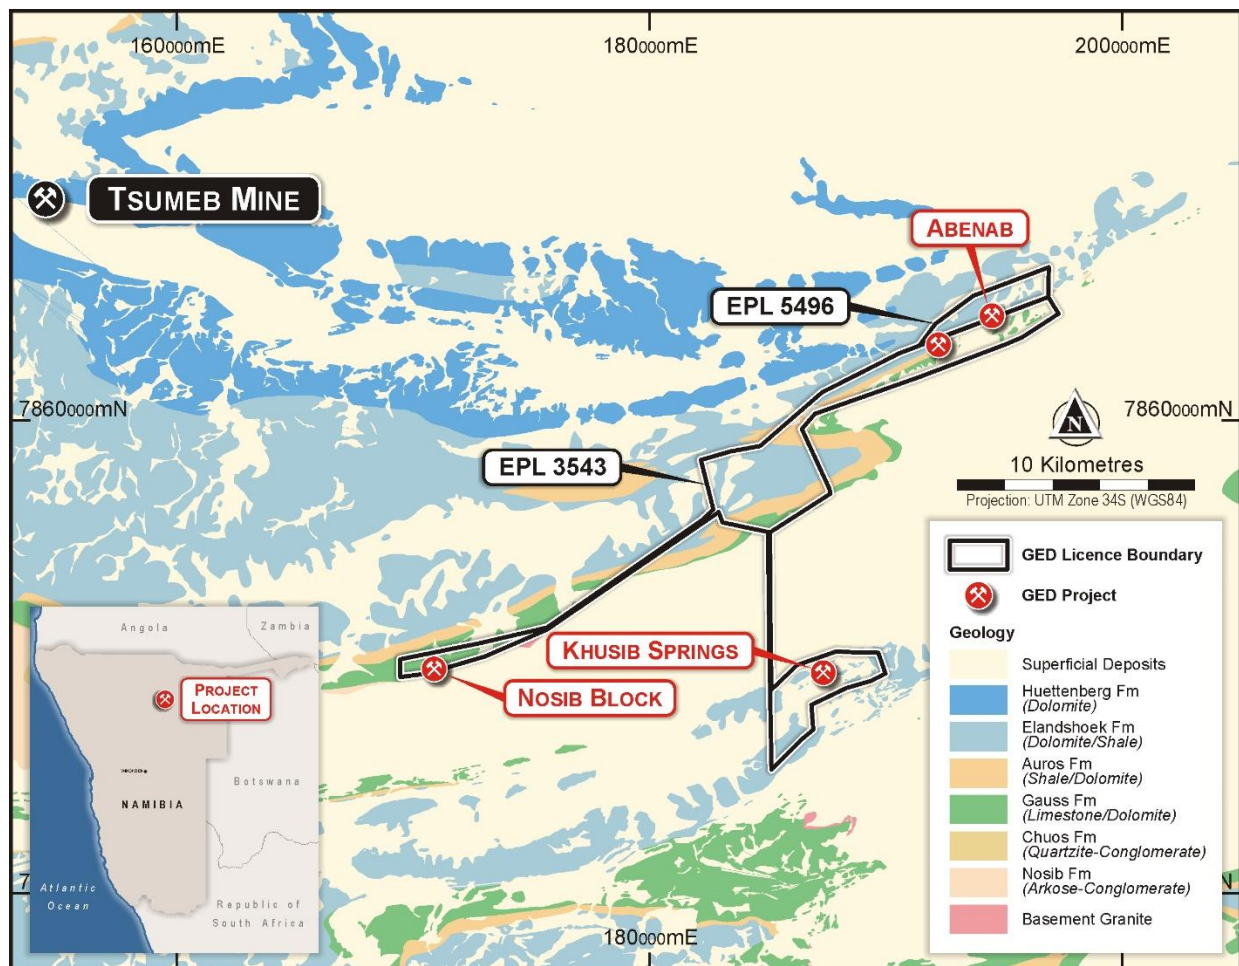 160000mE
180000mE
200000mE
TSUMEB MINE
ABENAB
EPL 5496
7860000mN
7860000mN
N
10 Kilometres
Projection: UTM Zone 34S (WGS84)
EPL 3543
KHUSIB SPRINGS
NOSIB BLOCK
GED Licence Boundary
GED Project
Geology
Superficial Deposits
Huettenberg Fm
(Dolomite)
Elandshoek Fm
(Dolomite/Shale)
Auros Fm
(Shale/Dolomite)
Gauss Fm
(Limestone/Dolomite)
Chuos Fm
(Quartzite-Conglomerate)
Nosib Fm
(Arkose-Conglomerate)
Basement Granite
Angola
Zambia
PROJECT
LOCATION
Botswana
NAMIBIA
Atlantic
Ocean
Republic of
South Africa
7
N
180000mE